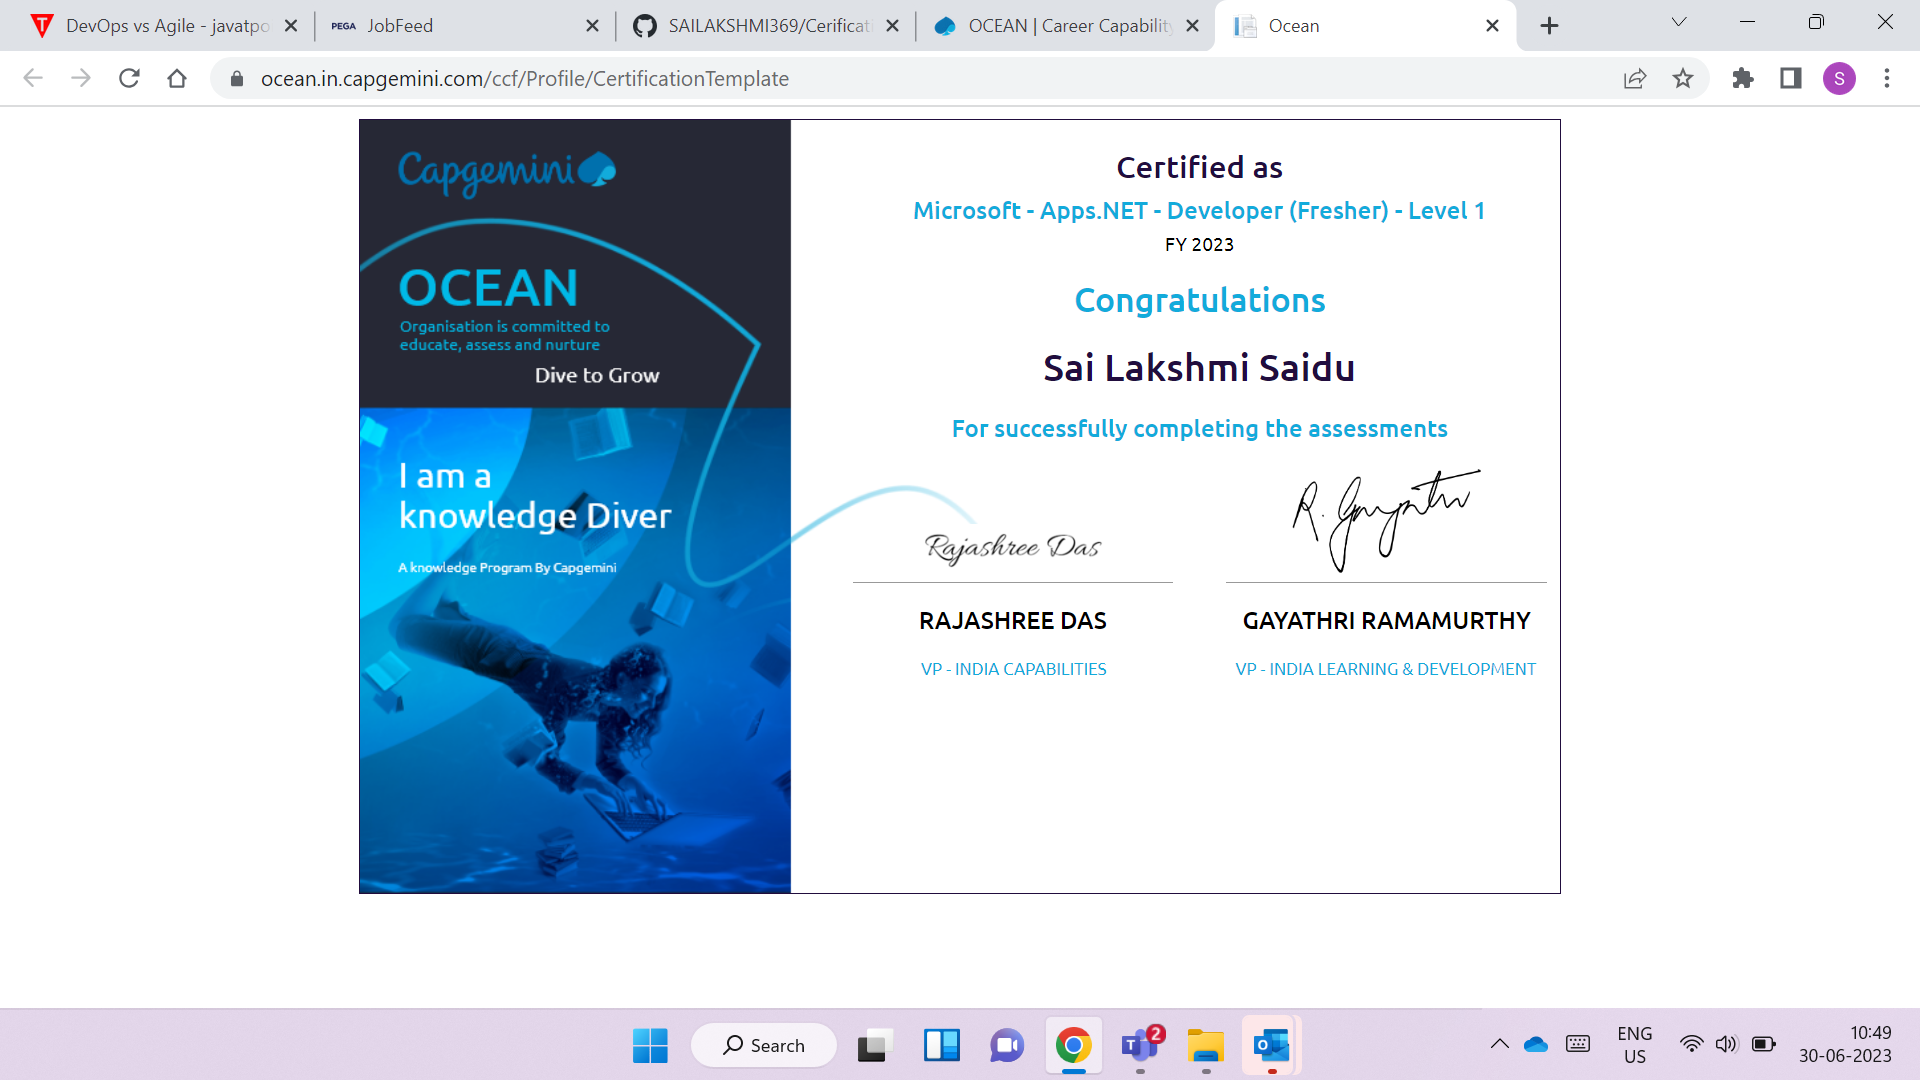 DevOps vs Agile - javatpo
PEGA JobFeed
SAILAKSHMI369/Cerificati
OCEAN | Career Capability
Ocean
ocean.in.capgemini.com/ccf/Profile/CertificationTemplate
S
Capgemini
OCEAN
Organisation is committed to
educate, assess and nurture
Dive to Grow
I am a
knowledge Diver
A knowledge Program By Capgemini
Certified as
Microsoft - Apps.NET - Developer (Fresher) - Level 1
FY 2023
Congratulations
Sai Lakshmi Saidu
For successfully completing the assessments
Rajashree Das
R. Gayathri
RAJASHREE DAS
GAYATHRI RAMAMURTHY
VP - INDIA CAPABILITIES
VP - INDIA LEARNING & DEVELOPMENT
Search
T
2
O
ENG
US
10:49
30-06-2023